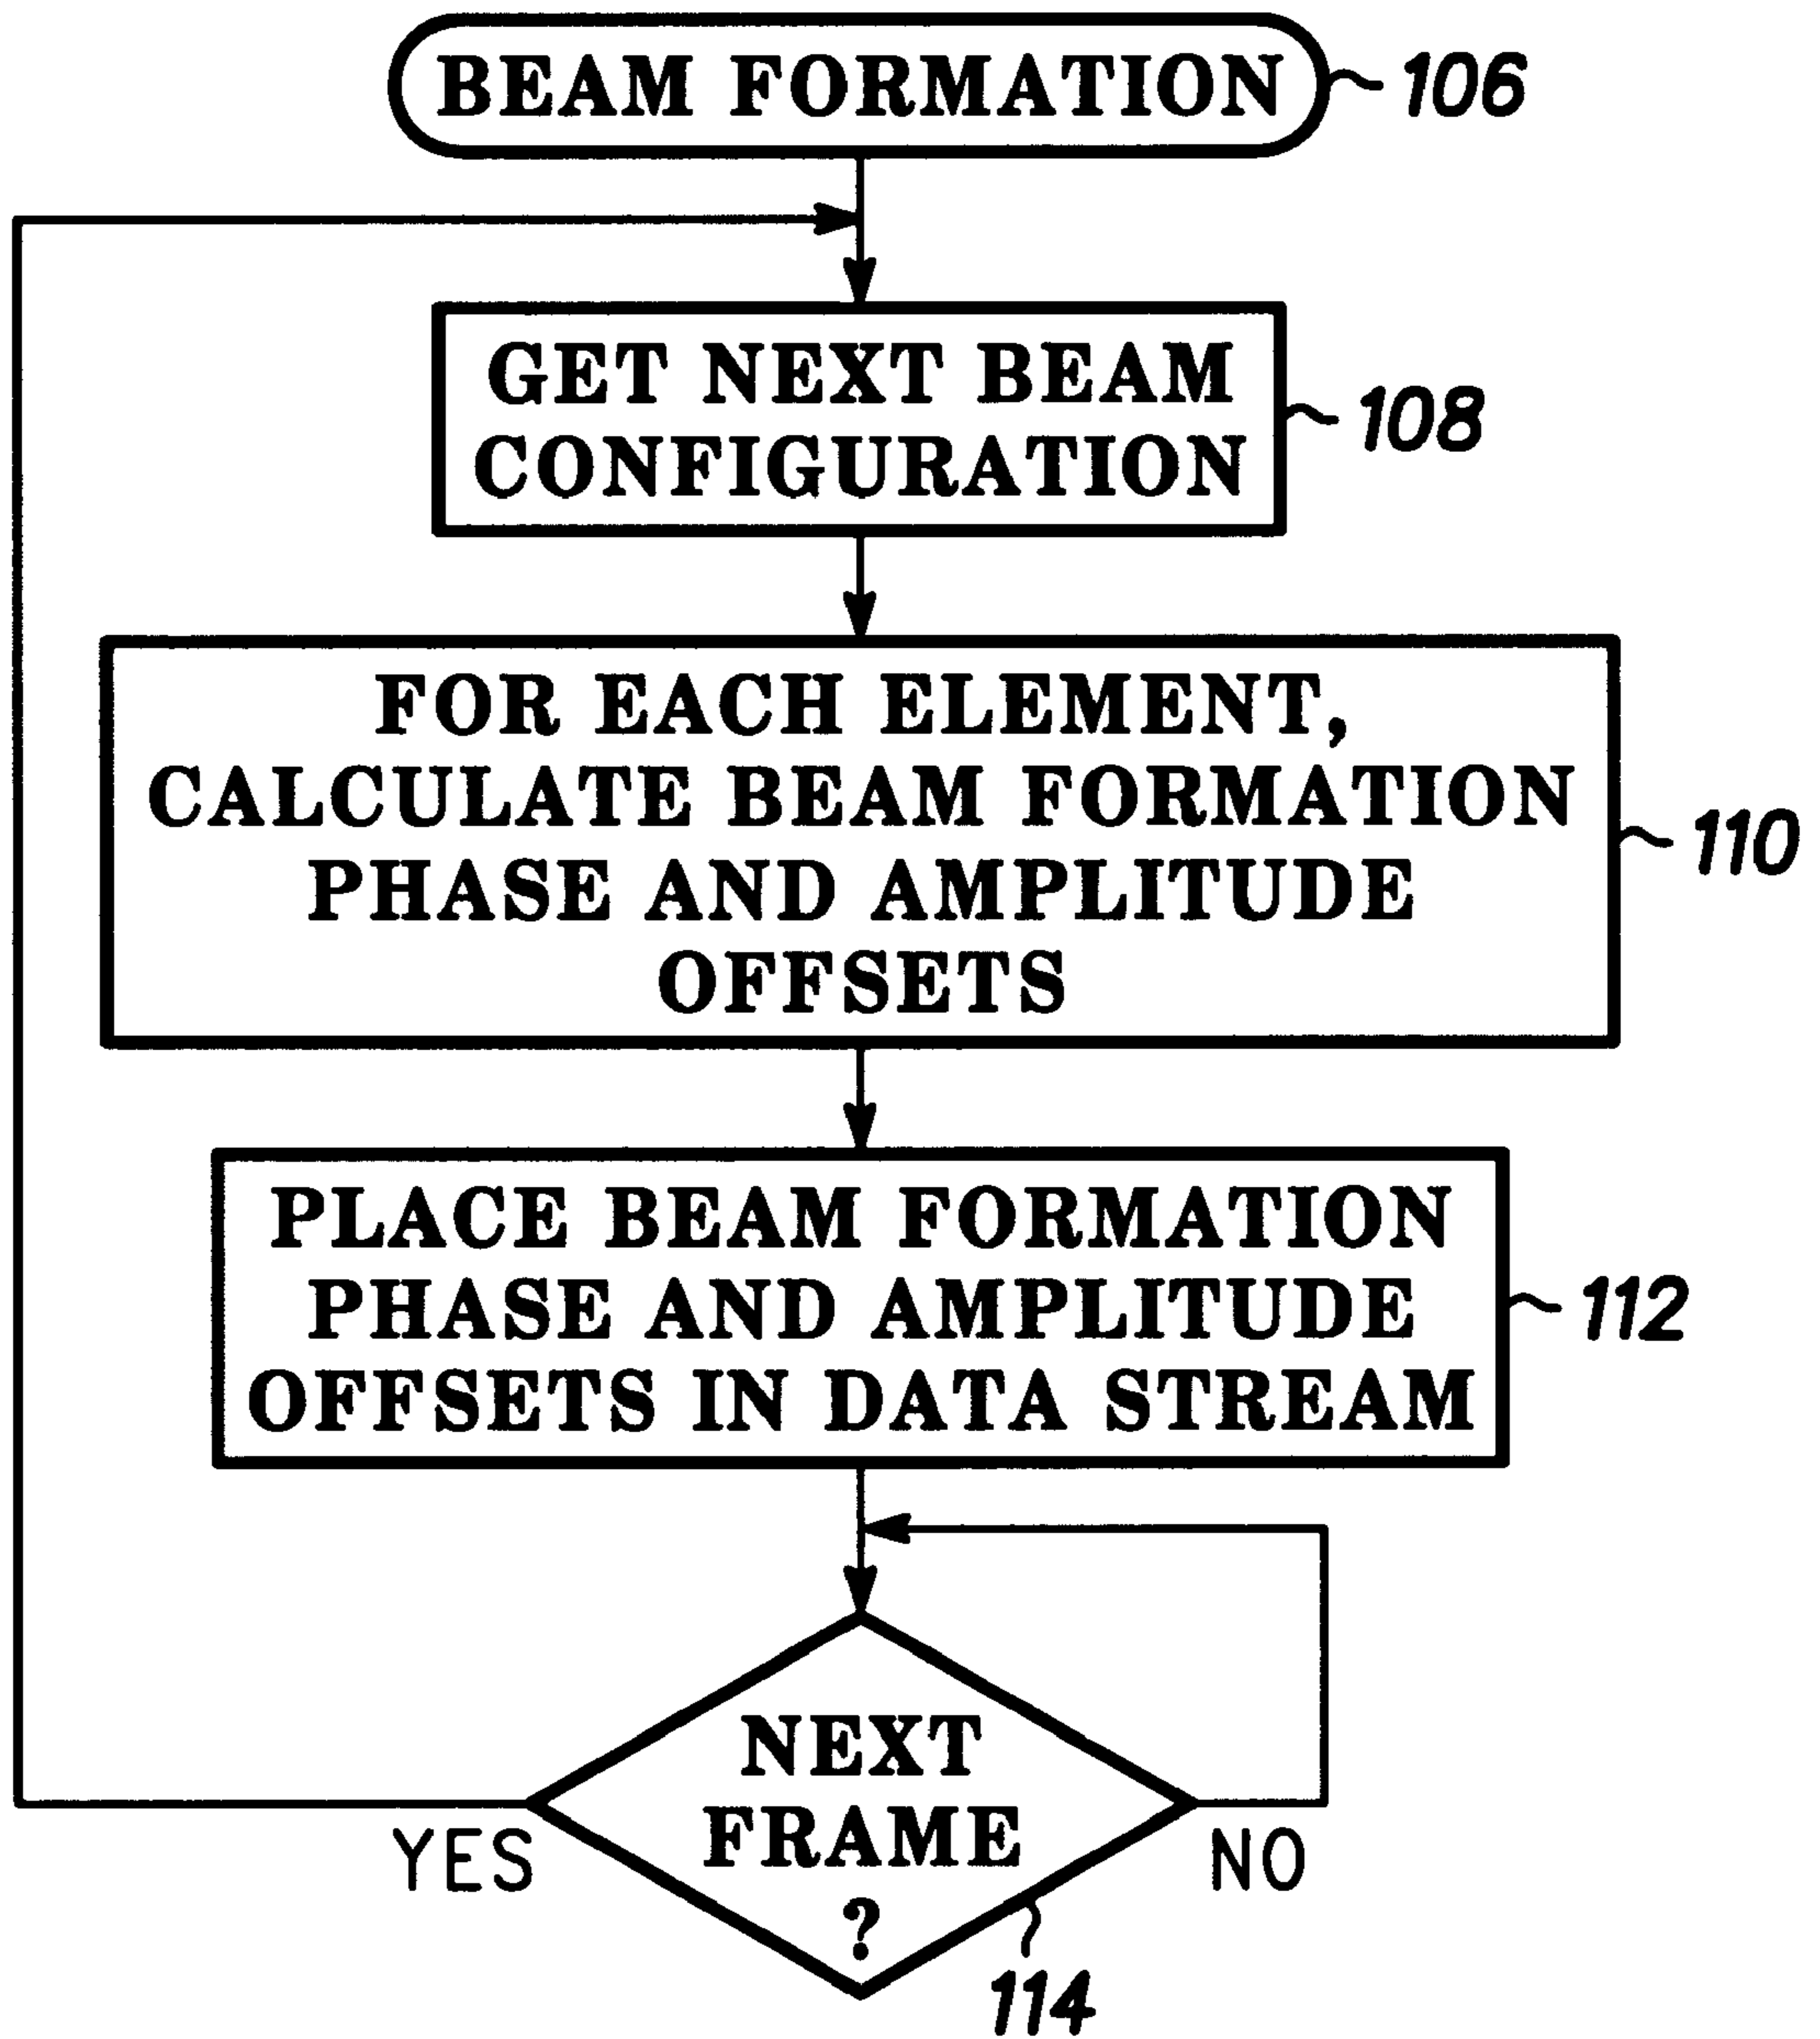 BEAM FORMATION
106
GET NEXT BEAM
CONFIGURATION
108
FOR EACH ELEMENT,
CALCULATE BEAM FORMATION
PHASE AND AMPLITUDE
OFFSETS
110
PLACE BEAM FORMATION
PHASE AND AMPLITUDE
OFFSETS IN DATA STREAM
112
NEXT
FRAME
?
YES
NO
114